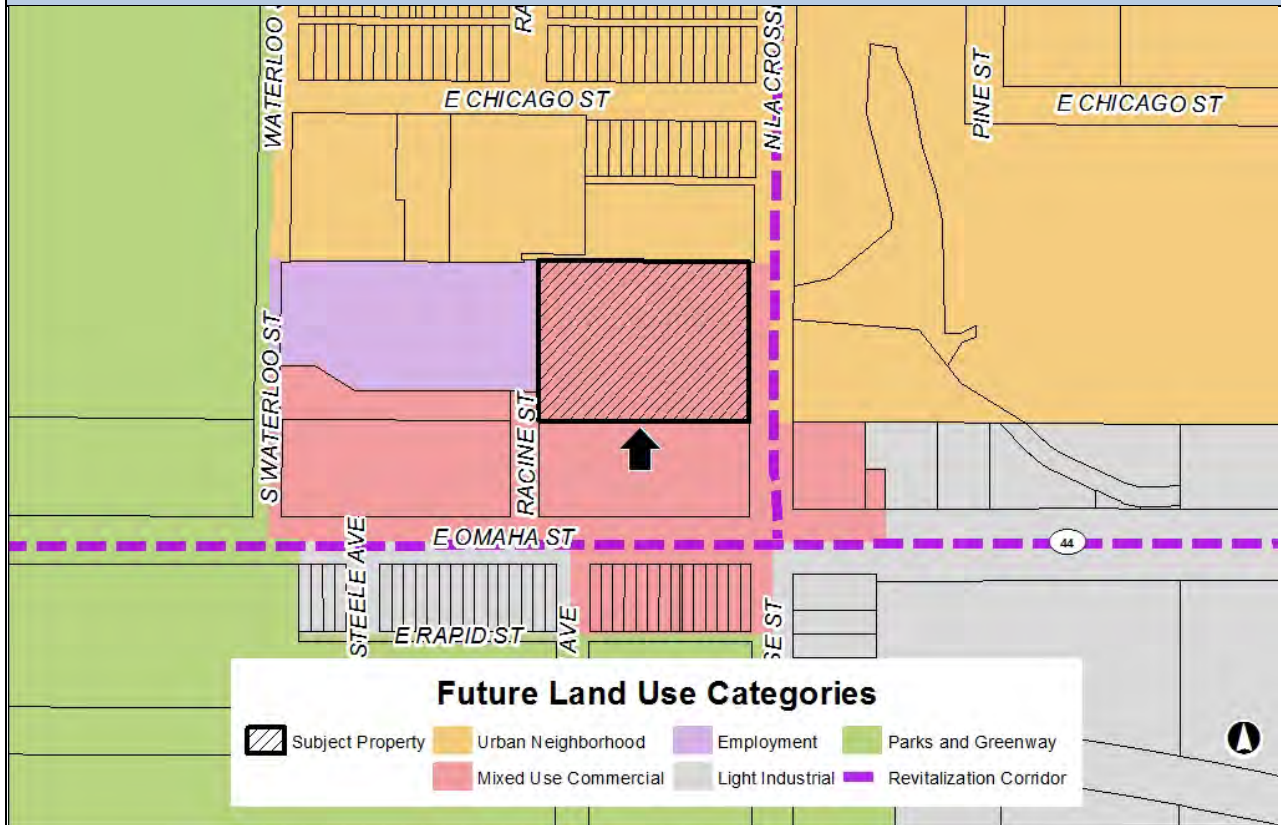 WATERLOO
RA
N LA CROSS
E CHICAGO ST
PINE ST
E CHICAGO ST
S WATERLOO ST
RACINE ST
E OMAHA ST
44
STEELE AVE
E RAPID ST
AVE
SE ST
Future Land Use Categories
Subject Property
Urban Neighborhood
Employment
Parks and Greenway
Mixed Use Commercial
Light Industrial
Revitalization Corridor